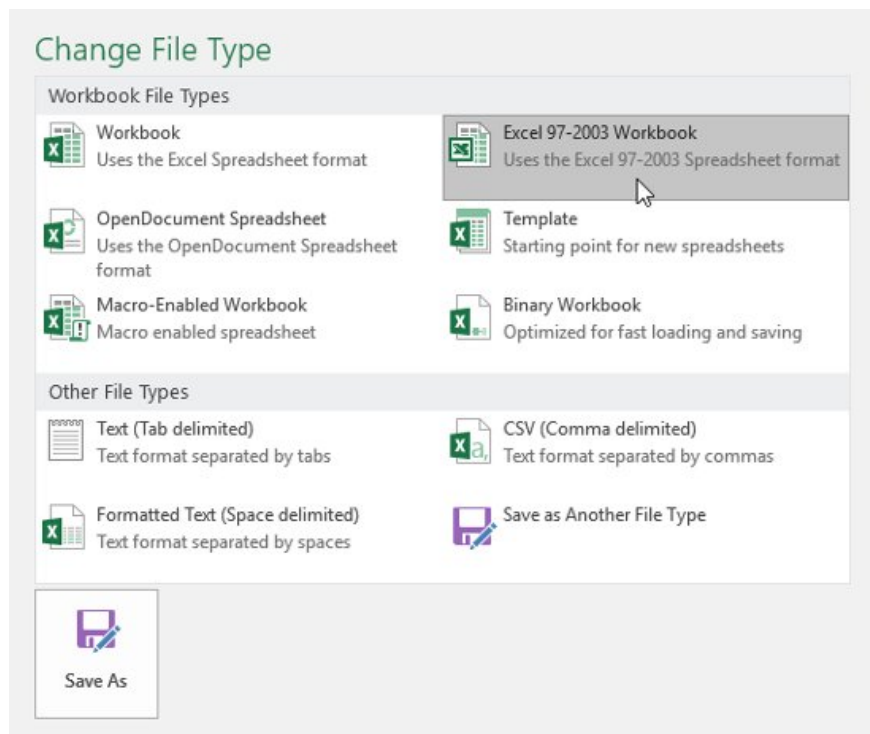 Change File Type
Workbook File Types
Workbook
Uses the Excel Spreadsheet format
Excel 97-2003 Workbook
Uses the Excel 97-2003 Spreadsheet format
OpenDocument Spreadsheet
Uses the OpenDocument Spreadsheet
format
Template
Starting point for new spreadsheets
Macro-Enabled Workbook
Macro enabled spreadsheet
Binary Workbook
Optimized for fast loading and saving
Other File Types
Text (Tab delimited)
Text format separated by tabs
CSV (Comma delimited)
Text format separated by commas
Formatted Text (Space delimited)
Text format separated by spaces
Save as Another File Type
Save As